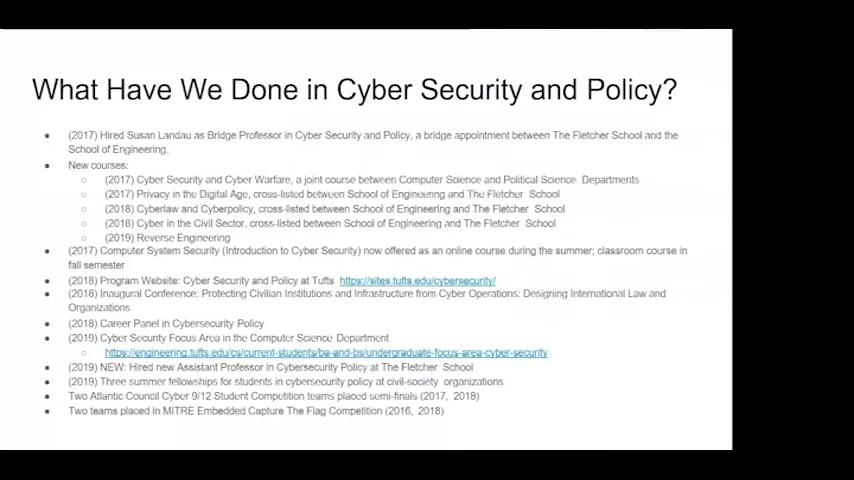 What Have We Done in Cyber Security and Policy?
● (2017) Hired Susan Landau as Bridge Professor in Cyber Security and Policy, a bridge appointment between The Fletcher School and the
School of Engineering.
● New courses:
○ (2017) Cyber Security and Cyber Warfare, a joint course between Computer Science and Political Science Departments
○ (2017) Privacy in the Digital Age, cross-listed between School of Engineering and The Fletcher School
○ (2018) Cyberlaw and Cyberpolicy, cross-listed between School of Engineering and The Fletcher School
○ (2018) Cyber in the Civil Sector, cross-listed between School of Engineering and The Fletcher School
○ (2019) Reverse Engineering
● (2017) Computer System Security (Introduction to Cyber Security) now offered as an online course during the summer; classroom course in
fall semester
● (2018) Program Website: Cyber Security and Policy at Tufts https://sites.tufts.edu/cybersecurity/
● (2018) Inaugural Conference: Protecting Civilian Institutions and Infrastructure from Cyber Operations: Designing International Law and
Organizations
● (2018) Career Panel in Cybersecurity Policy
● (2019) Cyber Security Focus Area in the Computer Science Department
○ https://engineering.tufts.edu/cs/current-students/ba-and-bs/undergraduate-focus-area-cyber-security
● (2019) NEW: Hired new Assistant Professor in Cybersecurity Policy at The Fletcher School
● (2019) Three summer fellowships for students in cybersecurity policy at civil-society organizations
● Two Atlantic Council Cyber 9/12 Student Competition teams placed semi-finals (2017, 2018)
● Two teams placed in MITRE Embedded Capture The Flag Competition (2016, 2018)